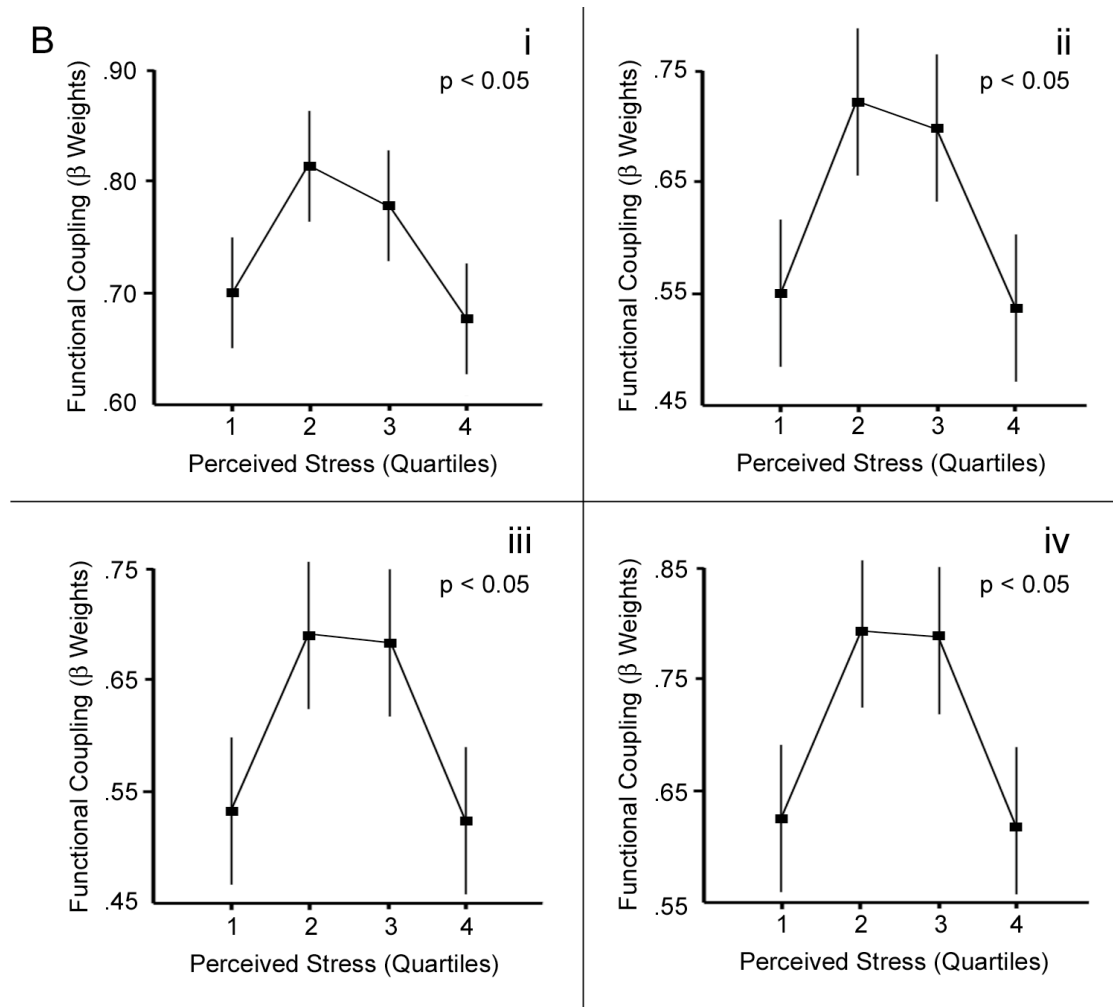 B
i
p < 0.05
Functional Coupling (β Weights)
.90
.80
.70
.60
1 2 3 4
Perceived Stress (Quartiles)
ii
p < 0.05
Functional Coupling (β Weights)
.75
.65
.55
.45
1 2 3 4
Perceived Stress (Quartiles)
iii
p < 0.05
Functional Coupling (β Weights)
.75
.65
.55
.45
1 2 3 4
Perceived Stress (Quartiles)
iv
p < 0.05
Functional Coupling (β Weights)
.85
.75
.65
.55
1 2 3 4
Perceived Stress (Quartiles)